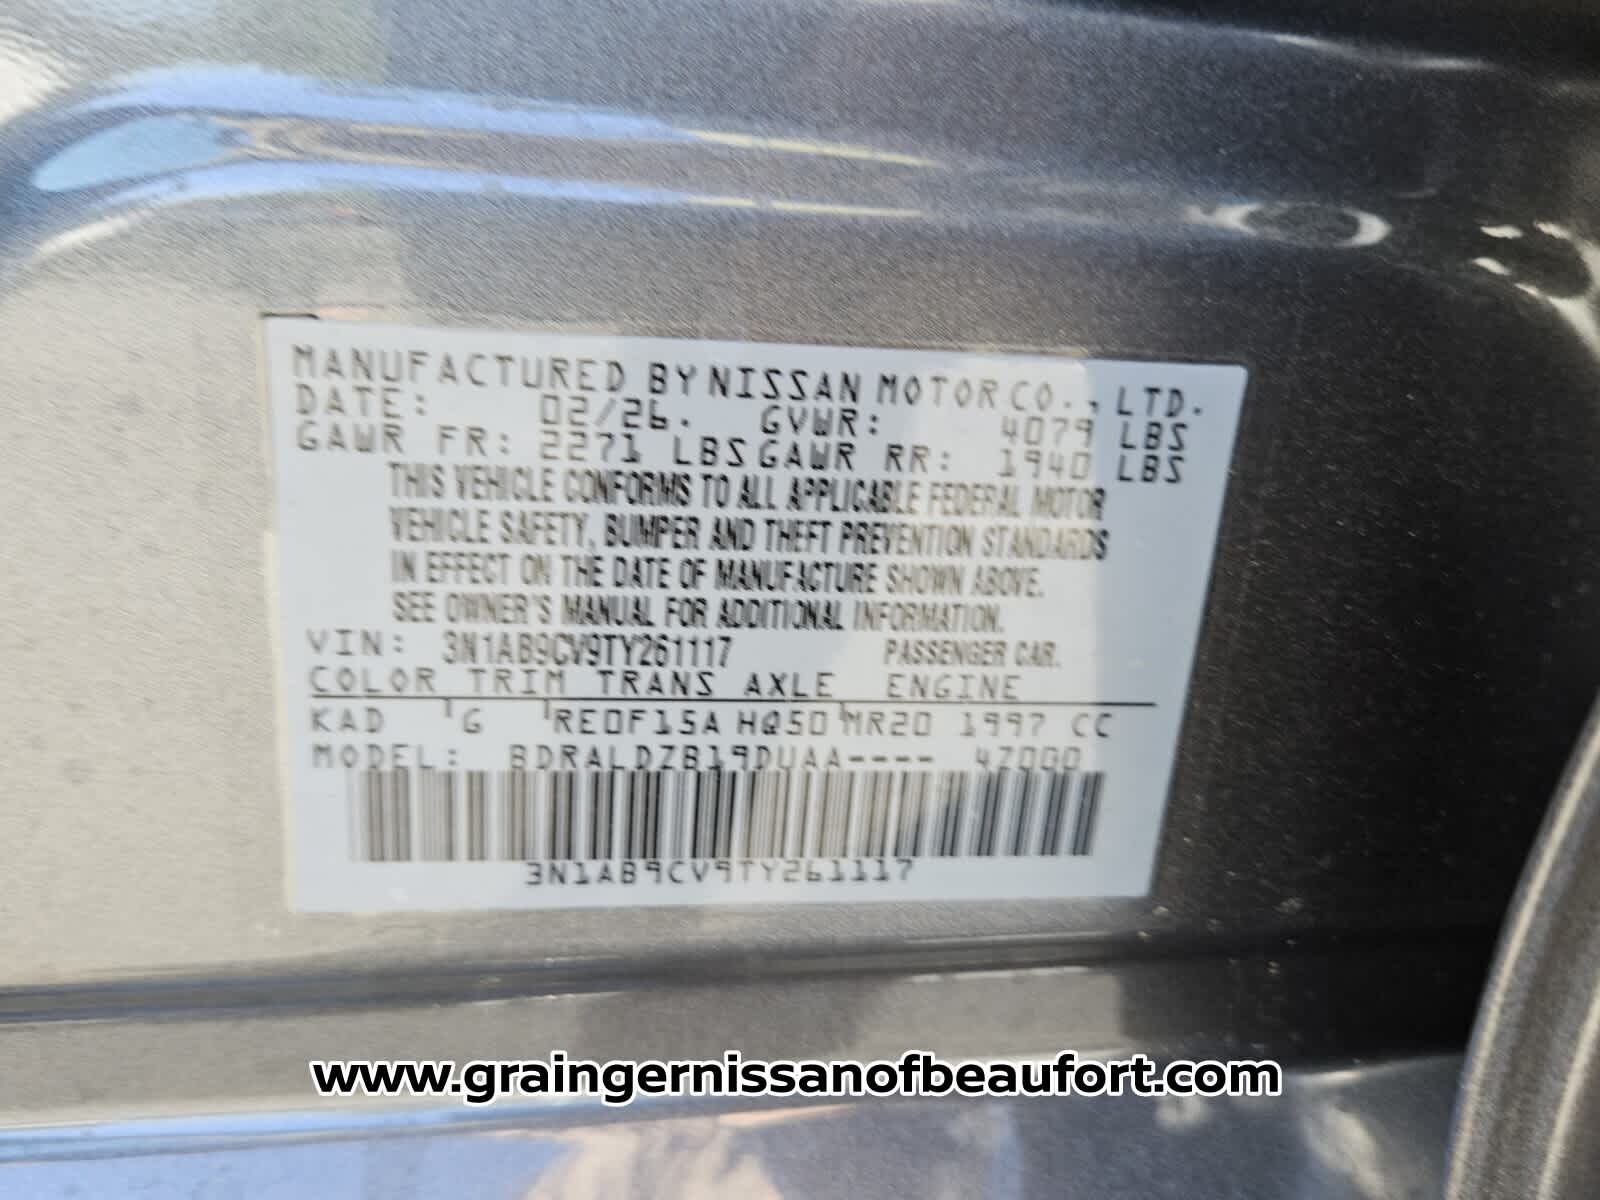 MANUFACTURED BY NISSAN MOTOR CO., LTD.
DATE: 02/26. GVWR: 4079 LBS
GAWR FR: 2271 LBS GAWR RR: 1940 LBS
THIS VEHICLE CONFORMS TO ALL APPLICABLE FEDERAL MOTOR
VEHICLE SAFETY, BUMPER AND THEFT PREVENTION STANDARDS
IN EFFECT ON THE DATE OF MANUFACTURE SHOWN ABOVE.
SEE OWNER'S MANUAL FOR ADDITIONAL INFORMATION.
VIN: 3N1AB9CV9TY261117 PASSENGER CAR.
COLOR TRIM TRANS AXLE ENGINE
KAD G RE0F15A HQ50 MR20 1997 CC
MODEL: BDRALDZB19DUAA---- 4Z000
3N1AB9CV9TY261117
www.graingernissanofbeaufort.com